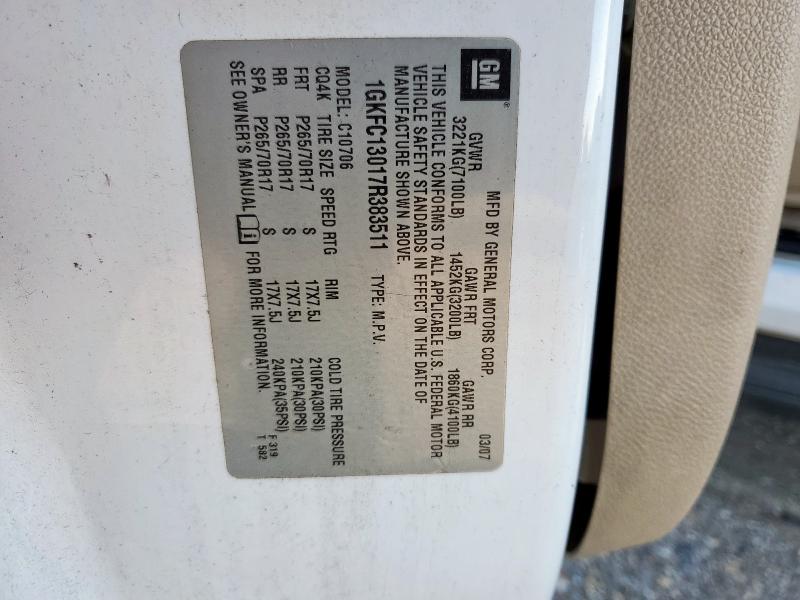 GM ®
MFD BY GENERAL MOTORS CORP. 03/07
GVWR GAWR FRT GAWR RR
3221KG(7100LB) 1452KG(3200LB) 1860KG(4100LB)
THIS VEHICLE CONFORMS TO ALL APPLICABLE U.S. FEDERAL MOTOR
VEHICLE SAFETY STANDARDS IN EFFECT ON THE DATE OF
MANUFACTURE SHOWN ABOVE.
1GKFC13017R383511 TYPE: M.P.V.
MODEL: C10706
CQ4K TIRE SIZE SPEED RTG RIM COLD TIRE PRESSURE
FRT P265/70R17 S 17X7.5J 210KPA(30PSI)
RR P265/70R17 S 17X7.5J 210KPA(30PSI)
SPA P265/70R17 S 17X7.5J 240KPA(35PSI)
SEE OWNER'S MANUAL i FOR MORE INFORMATION.
F 319
T 582